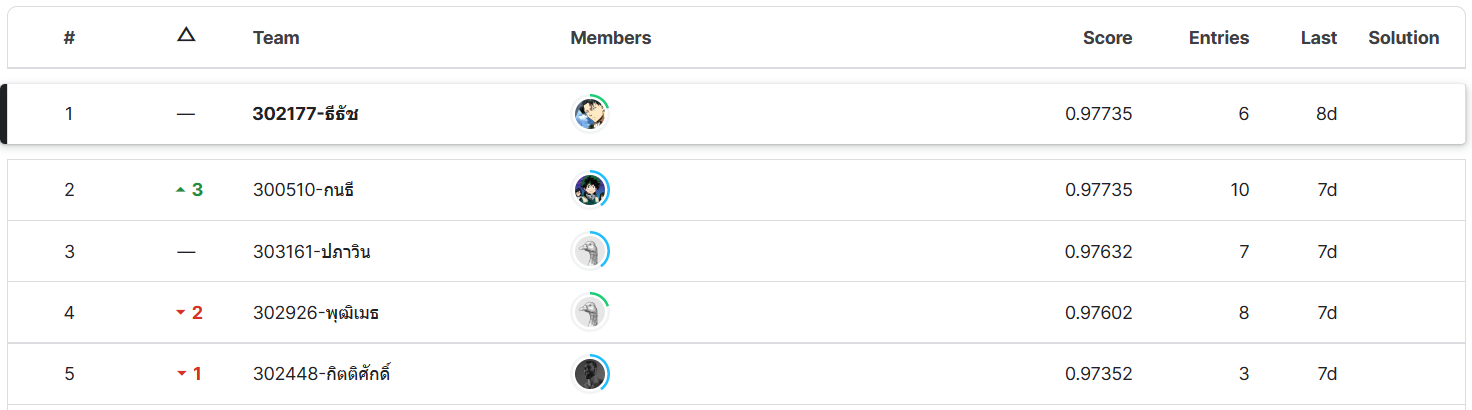 # △ Team Members Score Entries Last Solution
1 — 302177-ธีธัช 0.97735 6 8d
2 3 300510-กนธี 0.97735 10 7d
3 — 303161-ปภาวิน 0.97632 7 7d
4 2 302926-พุฒิเมธ 0.97602 8 7d
5 1 302448-กิตติศักดิ์ 0.97352 3 7d